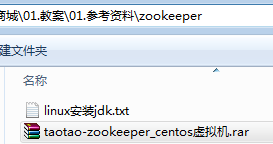 商城\01.教案\01.参考资料\zookeeper
建文件夹
名称
linux安装jdk.txt
taotao-zookeeper_centos虚拟机.rar